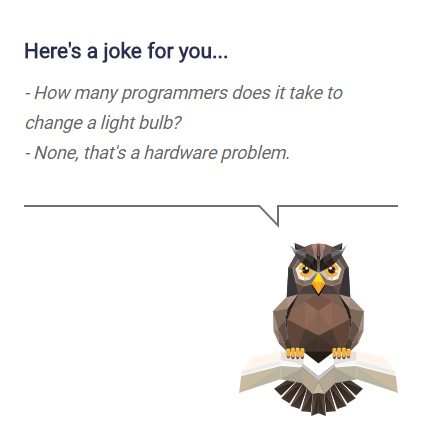 Here's a joke for you...
- How many programmers does it take to
change a light bulb?
- None, that's a hardware problem.